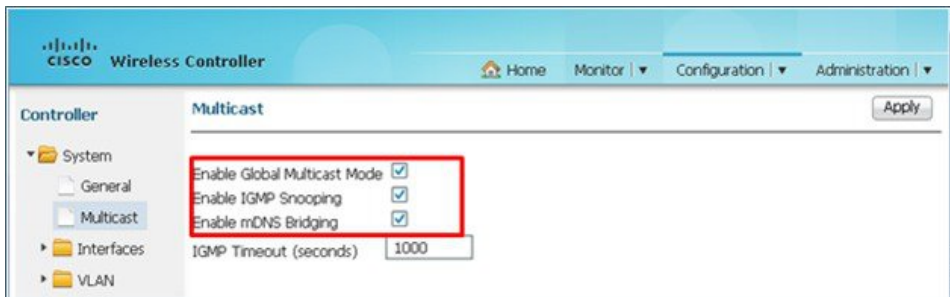 CISCO Wireless Controller
Home Monitor Configuration Administration
Controller
Multicast
Apply
System
General
Multicast
Interfaces
VLAN
Enable Global Multicast Mode
Enable IGMP Snooping
Enable mDNS Bridging
IGMP Timeout (seconds) 1000